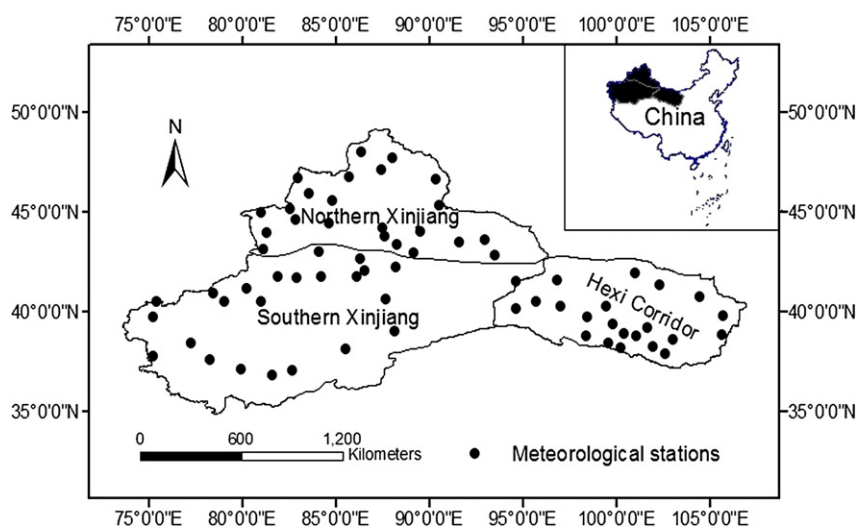 75°0'0"E 80°0'0"E 85°0'0"E 90°0'0"E 95°0'0"E 100°0'0"E 105°0'0"E
50°0'0"N 50°0'0"N
N
China
45°0'0"N 45°0'0"N
Northern Xinjiang
Hexi Corridor
40°0'0"N 40°0'0"N
Southern Xinjiang
35°0'0"N 35°0'0"N
0 600 1,200
Kilometers
Meteorological stations
75°0'0"E 80°0'0"E 85°0'0"E 90°0'0"E 95°0'0"E 100°0'0"E 105°0'0"E